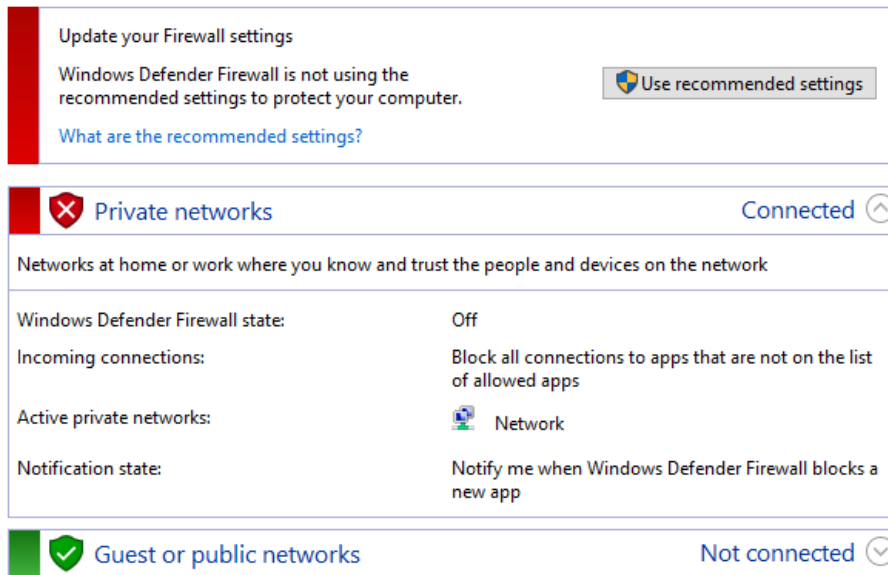 Update your Firewall settings
Windows Defender Firewall is not using the
recommended settings to protect your computer.
Use recommended settings
What are the recommended settings?
Private networks
Connected
Networks at home or work where you know and trust the people and devices on the network
Windows Defender Firewall state:
Off
Incoming connections:
Block all connections to apps that are not on the list
of allowed apps
Active private networks:
Network
Notification state:
Notify me when Windows Defender Firewall blocks a
new app
Guest or public networks
Not connected